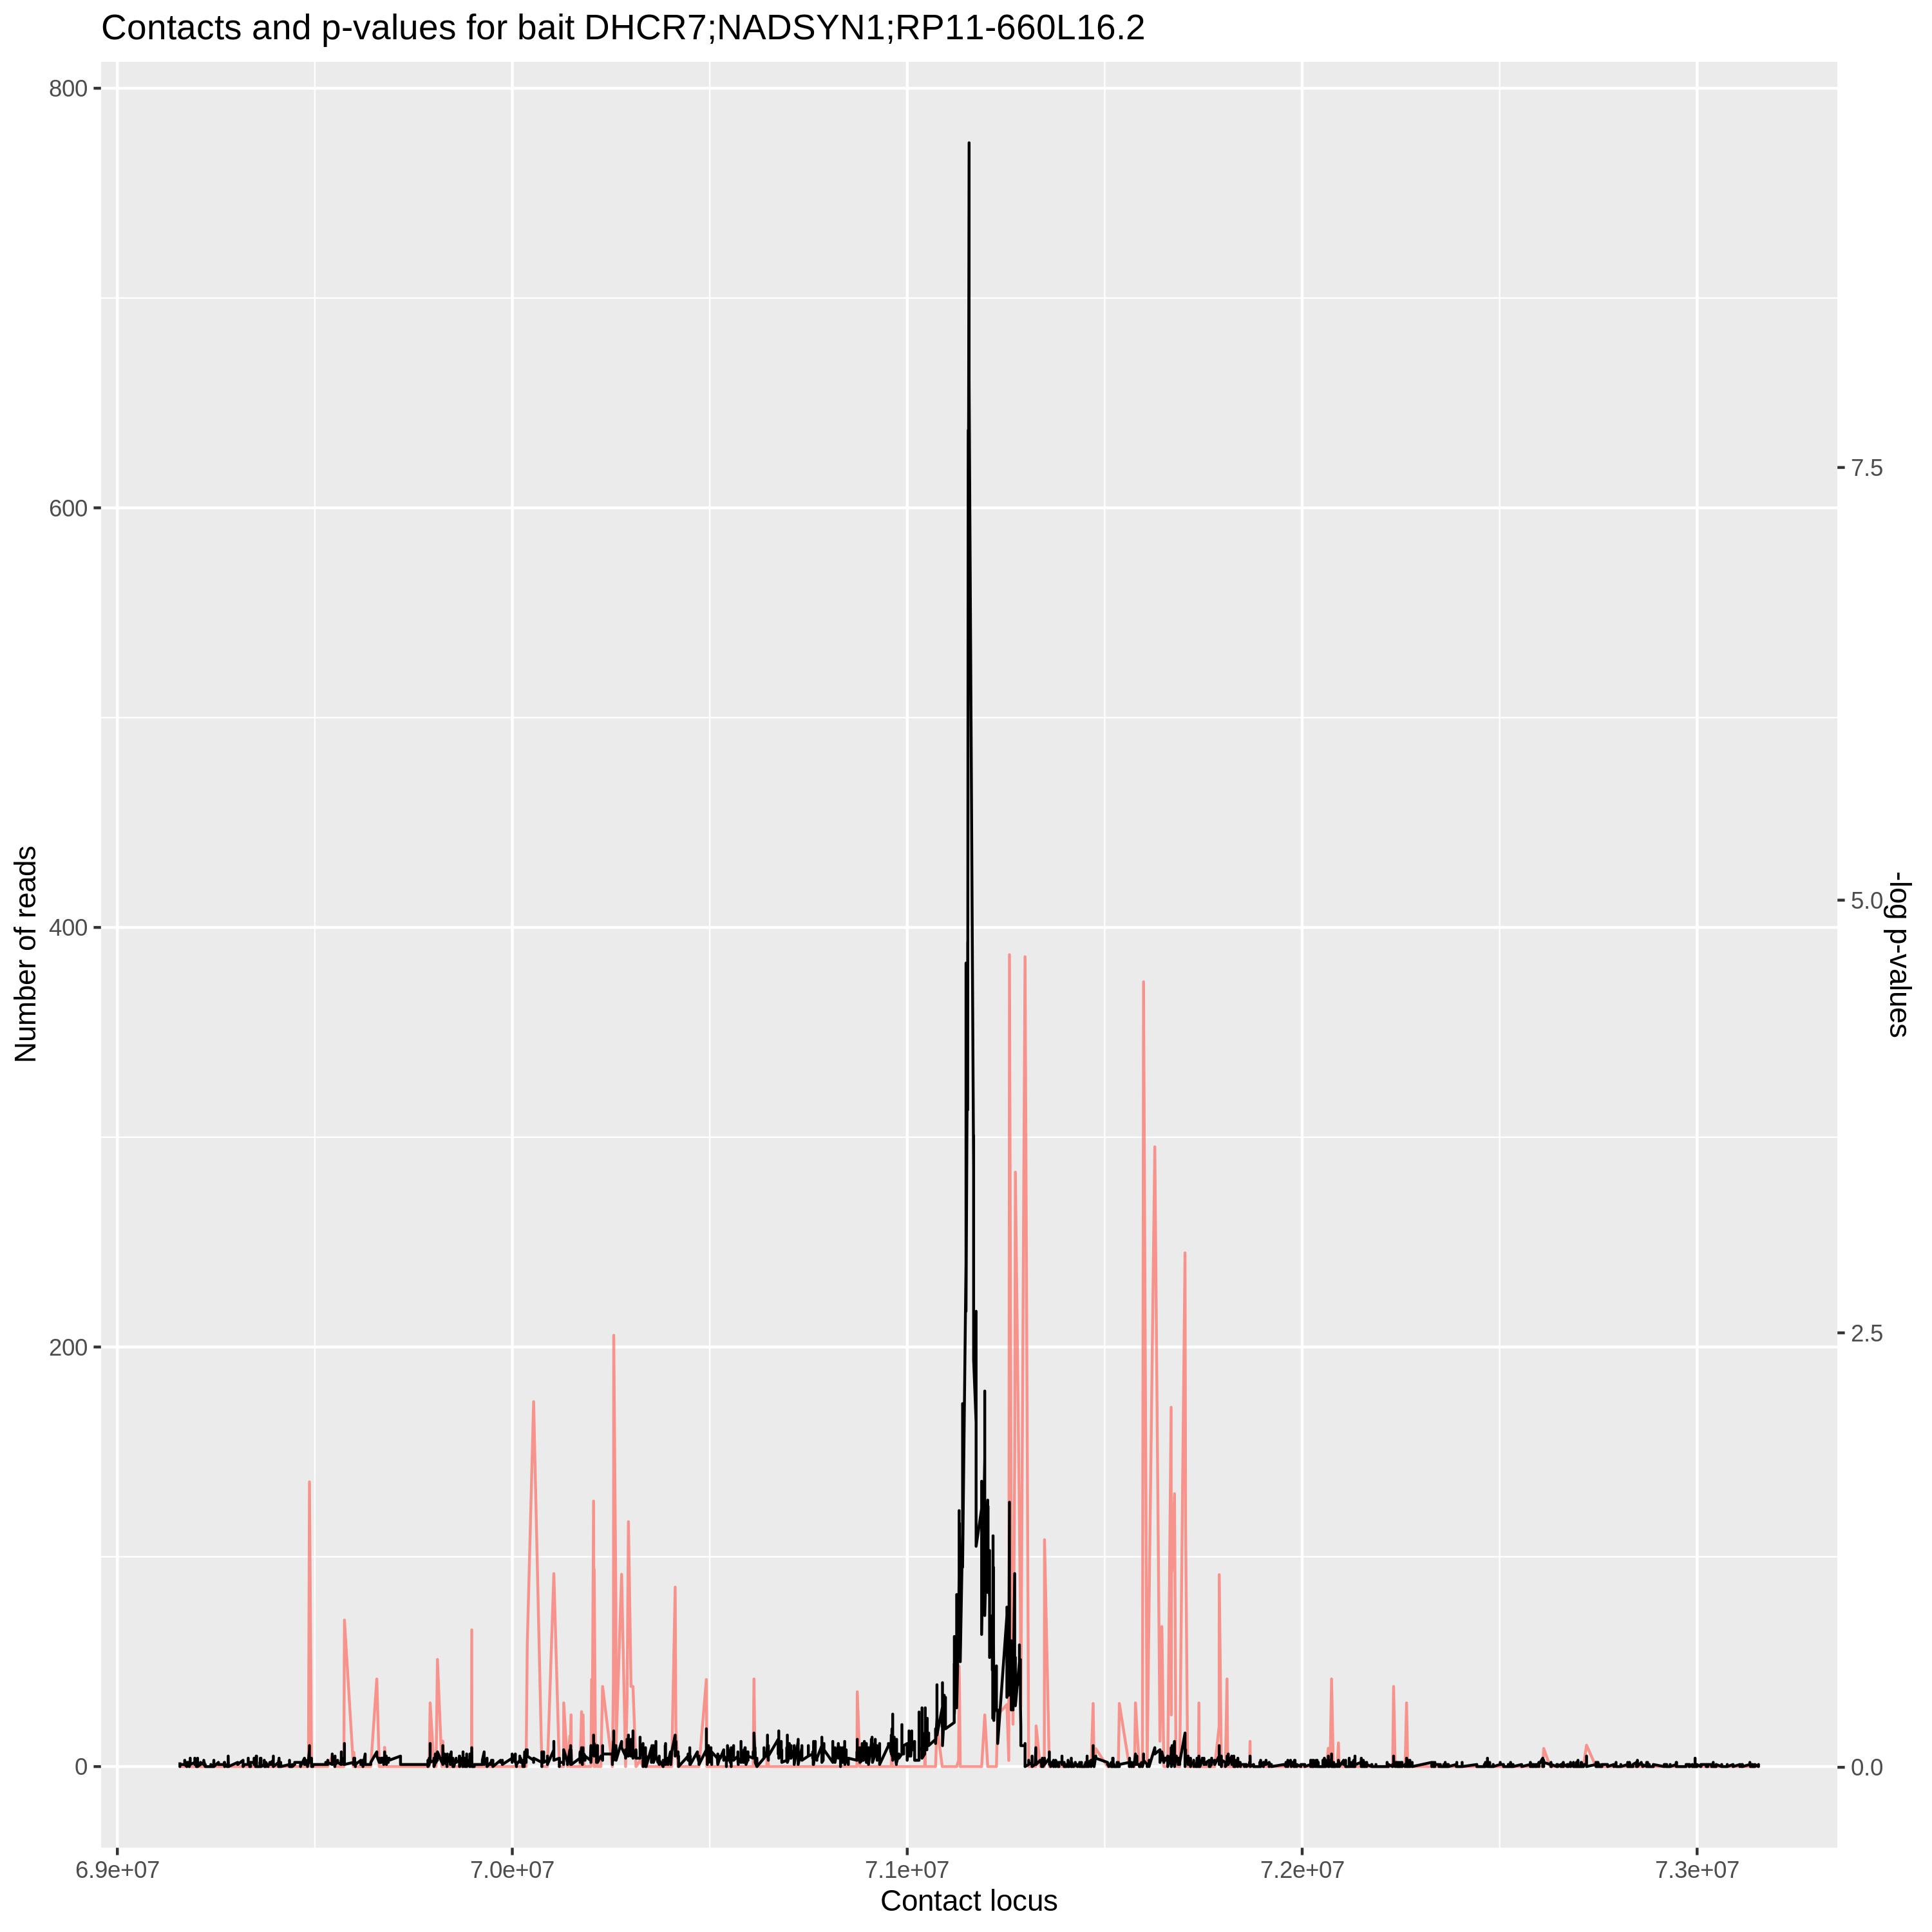 Contacts and p-values for bait DHCR7;NADSYN1;RP11-660L16.2
800
600
400
200
0
Number of reads
7.5
5.0
2.5
0.0
-log p-values
6.9e+07 7.0e+07 7.1e+07 7.2e+07 7.3e+07
Contact locus